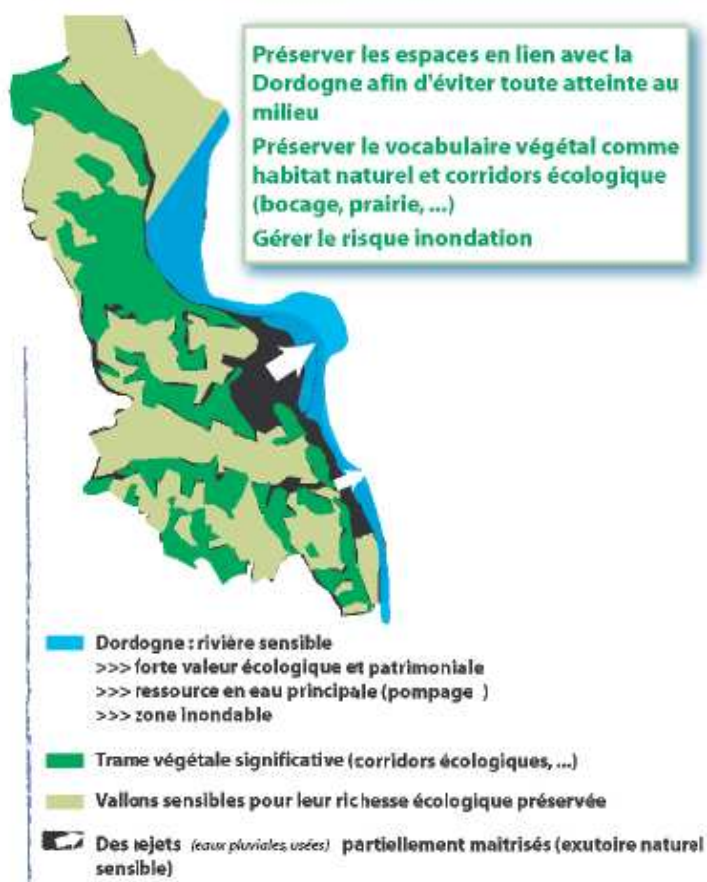 Préserver les espaces en lien avec la
Dordogne afin d'éviter toute atteinte au
milieu
Préserver le vocabulaire végétal comme
habitat naturel et corridors écologique
(bocage, prairie, ...)
Gérer le risque inondation
Dordogne : rivière sensible
>>> forte valeur écologique et patrimoniale
>>> ressource en eau principale (pompage )
>>> zone inondable
Trame végétale significative (corridors écologiques, ...)
Vallons sensibles pour leur richesse écologique préservée
Des rejets (eaux pluviales, usées) partiellement maitrisés (exutoire naturel
sensible)